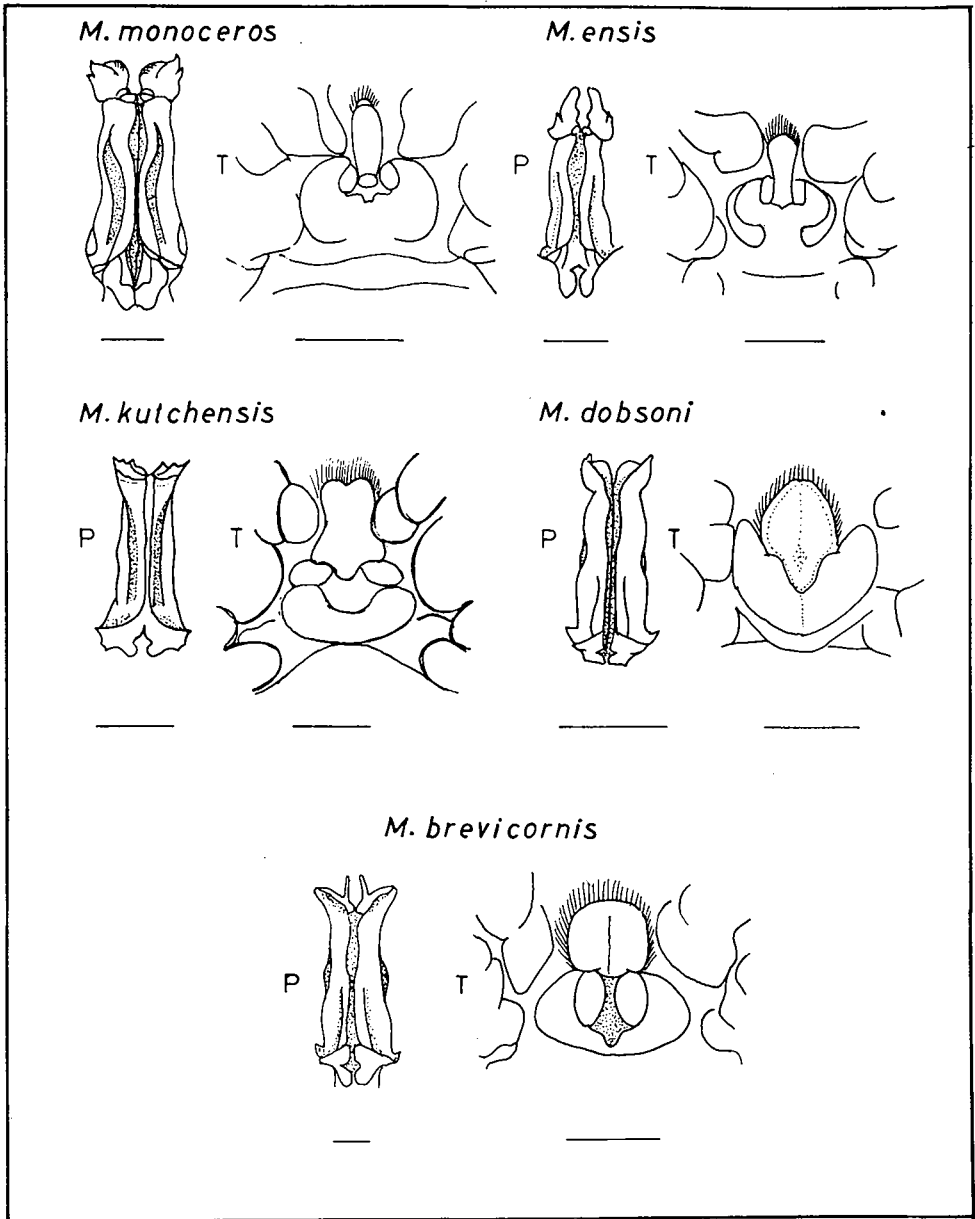 M. monoceros
M. ensis
T
P
T
M. kutchensis
M. dobsoni
P
T
P
T
M. brevicornis
P
T